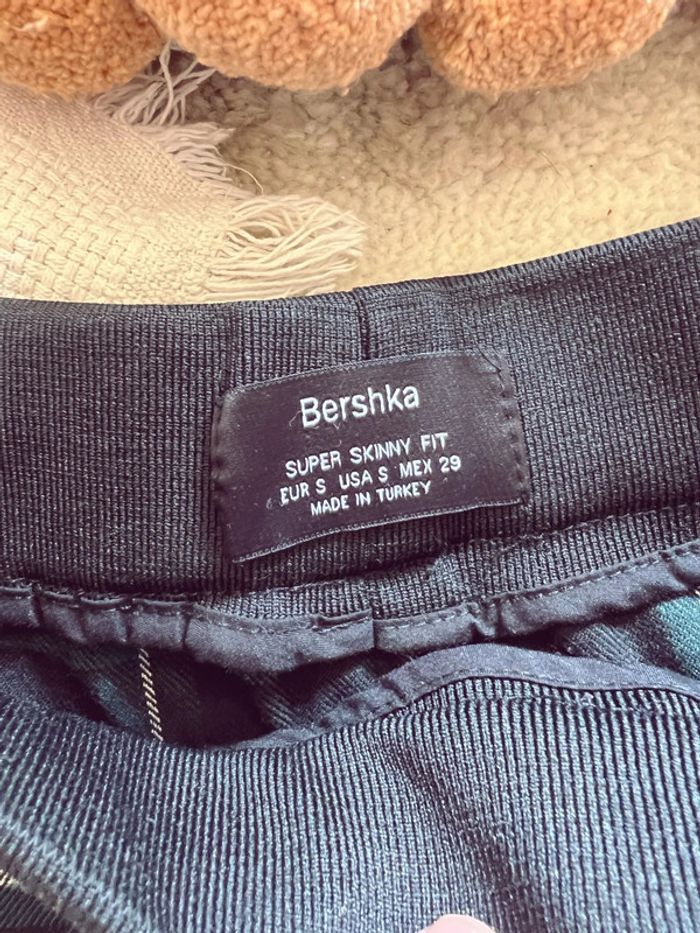 Bershka
SUPER SKINNY FIT
EUR S USA S MEX 29
MADE IN TURKEY